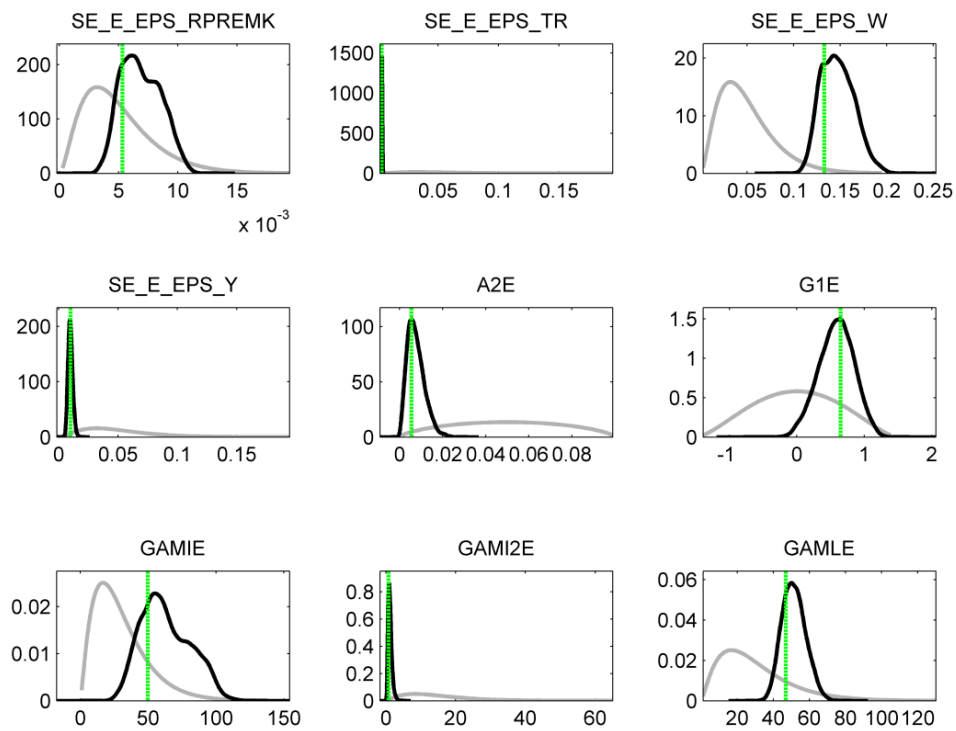 SE_E_EPS_RPREMK
SE_E_EPS_TR
SE_E_EPS_W
200
100
0
0 5 10 15
x 10-3
1500
1000
500
0
0.05 0.1 0.15
20
10
0
0.05 0.1 0.15 0.2 0.25
SE_E_EPS_Y
A2E
G1E
200
100
0
0 0.05 0.1 0.15
100
50
0
0 0.02 0.04 0.06 0.08
1.5
1
0.5
0
-1 0 1 2
GAMIE
GAMI2E
GAMLE
0.02
0.01
0
0 50 100 150
0.8
0.6
0.4
0.2
0
0 20 40 60
0.06
0.04
0.02
0
20 40 60 80 100 120